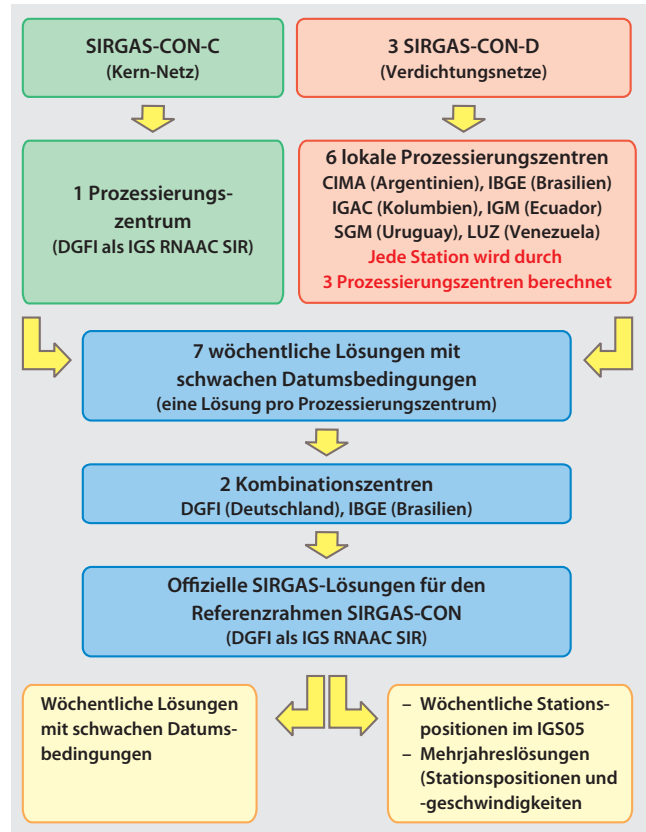 SIRGAS-CON-C
(Kern-Netz)
3 SIRGAS-CON-D
(Verdichtungsnetze)
1 Prozessierungs-
zentrum
(DGFI als IGS RNAAC SIR)
6 lokale Prozessierungszentren
CIMA (Argentinien), IBGE (Brasilien)
IGAC (Kolumbien), IGM (Ecuador)
SGM (Uruguay), LUZ (Venezuela)
Jede Station wird durch
3 Prozessierungszentren berechnet
7 wöchentliche Lösungen mit
schwachen Datumsbedingungen
(eine Lösung pro Prozessierungszentrum)
2 Kombinationszentren
DGFI (Deutschland), IBGE (Brasilien)
Offizielle SIRGAS-Lösungen für den
Referenzrahmen SIRGAS-CON
(DGFI als IGS RNAAC SIR)
Wöchentliche Lösungen
mit schwachen Datums-
bedingungen
– Wöchentliche Stations-
positionen im IGS05
– Mehrjahreslösungen
(Stationspositionen und
-geschwindigkeiten